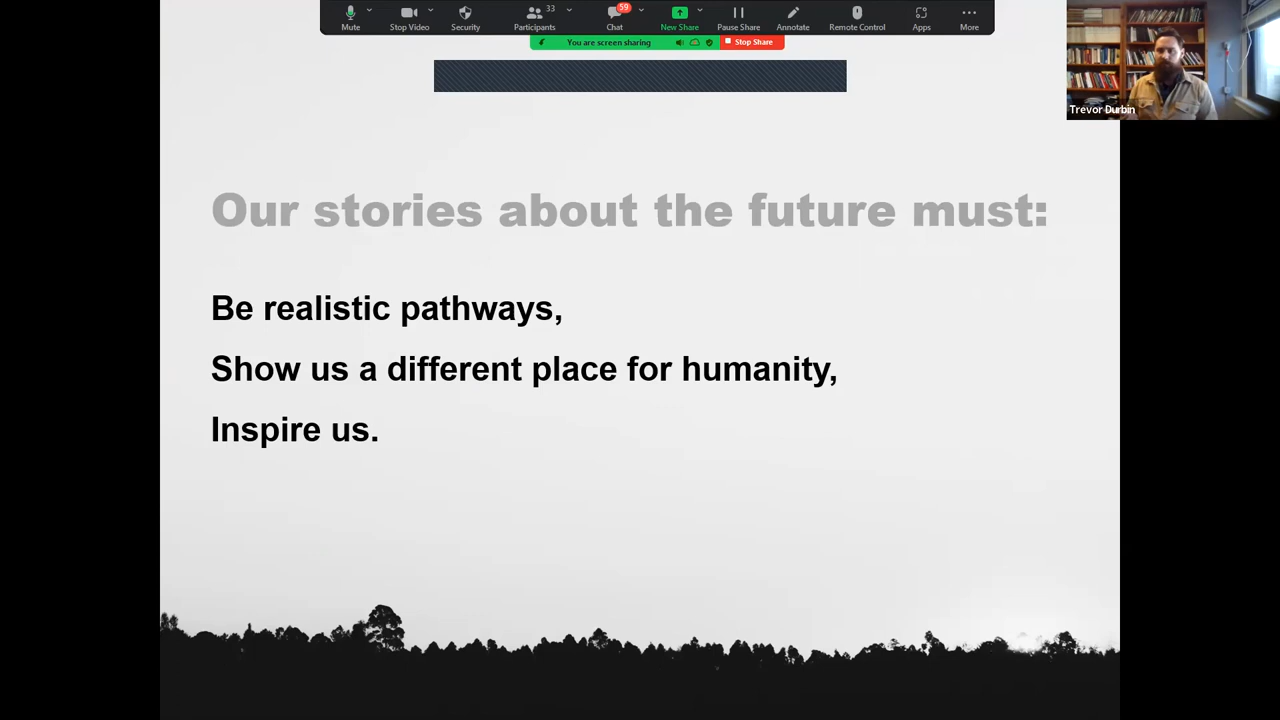 33
59
Mute
Stop Video
Security
Participants
Chat
New Share
Pause Share
Annotate
Remote Control
Apps
More
You are screen sharing
Stop Share
Trevor Durbin
Our stories about the future must:
Be realistic pathways,
Show us a different place for humanity,
Inspire us.